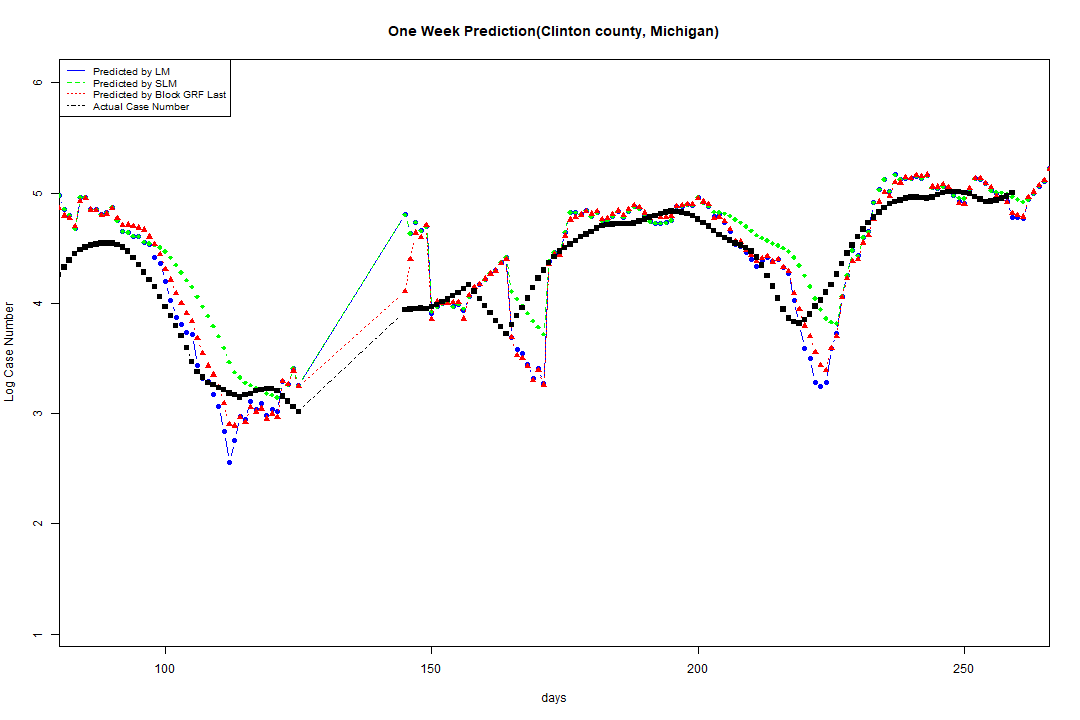 One Week Prediction(Clinton county, Michigan)
Predicted by LM
Predicted by SLM
Predicted by Block GRF Last
Actual Case Number
Log Case Number
6
5
4
3
2
1
100
150
200
250
days